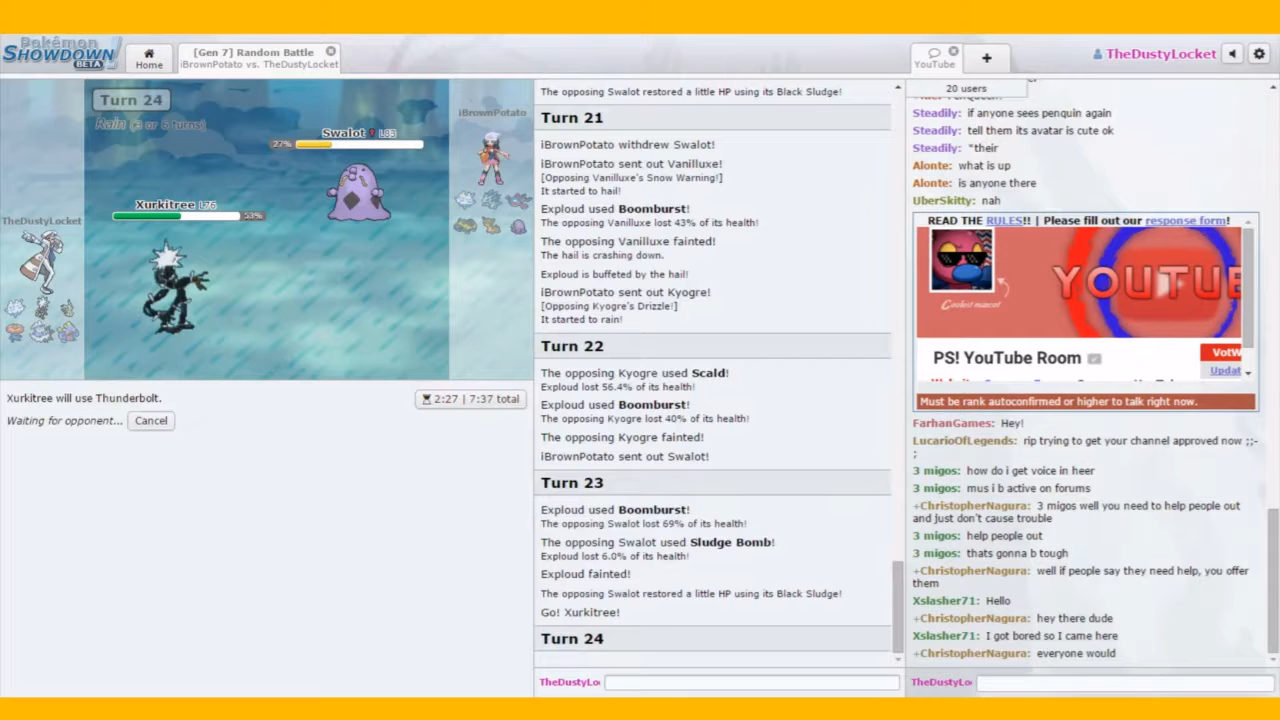 Pokémon
SHOWDOWN
BETA
Home
[Gen 7] Random Battle
iBrownPotato vs. TheDustyLocket
YouTube
+
TheDustyLocket
20 users
Turn 24
Rain (3 or 6 turns)
Swalot L83
27%
Xurkitree L76
53%
TheDustyLocket
iBrownPotato
Xurkitree will use Thunderbolt.
Waiting for opponent... Cancel
2:27 | 7:37 total
The opposing Swalot restored a little HP using its Black Sludge!
Turn 21
iBrownPotato withdrew Swalot!
iBrownPotato sent out Vanilluxe!
[Opposing Vanilluxe's Snow Warning!]
It started to hail!
Exploud used Boomburst!
The opposing Vanilluxe lost 43% of its health!
The opposing Vanilluxe fainted!
The hail is crashing down.
Exploud is buffeted by the hail!
iBrownPotato sent out Kyogre!
[Opposing Kyogre's Drizzle!]
It started to rain!
Turn 22
The opposing Kyogre used Scald!
Exploud lost 56.4% of its health!
Exploud used Boomburst!
The opposing Kyogre lost 40% of its health!
The opposing Kyogre fainted!
iBrownPotato sent out Swalot!
Turn 23
Exploud used Boomburst!
The opposing Swalot lost 69% of its health!
The opposing Swalot used Sludge Bomb!
Exploud lost 6.0% of its health!
Exploud fainted!
The opposing Swalot restored a little HP using its Black Sludge!
Go! Xurkitree!
Turn 24
TheDustyLo
Steadily: if anyone sees penquin again
Steadily: tell them its avatar is cute ok
Steadily: *their
Alonte: what is up
Alonte: is anyone there
UberSkitty: nah
READ THE RULES!! | Please fill out our response form!
Coolest mascot
YOUTUBE
PS! YouTube Room
VotW
Updat
Must be rank autoconfirmed or higher to talk right now.
FarhanGames: Hey!
LucarioOfLegends: rip trying to get your channel approved now ;;-
;
3 migos: how do i get voice in heer
3 migos: mus i b active on forums
+ChristopherNagura: 3 migos well you need to help people out
and just don't cause trouble
3 migos: help people out
3 migos: thats gonna b tough
+ChristopherNagura: well if people say they need help, you offer
them
Xslasher71: Hello
+ChristopherNagura: hey there dude
Xslasher71: I got bored so I came here
+ChristopherNagura: everyone would
TheDustyLo